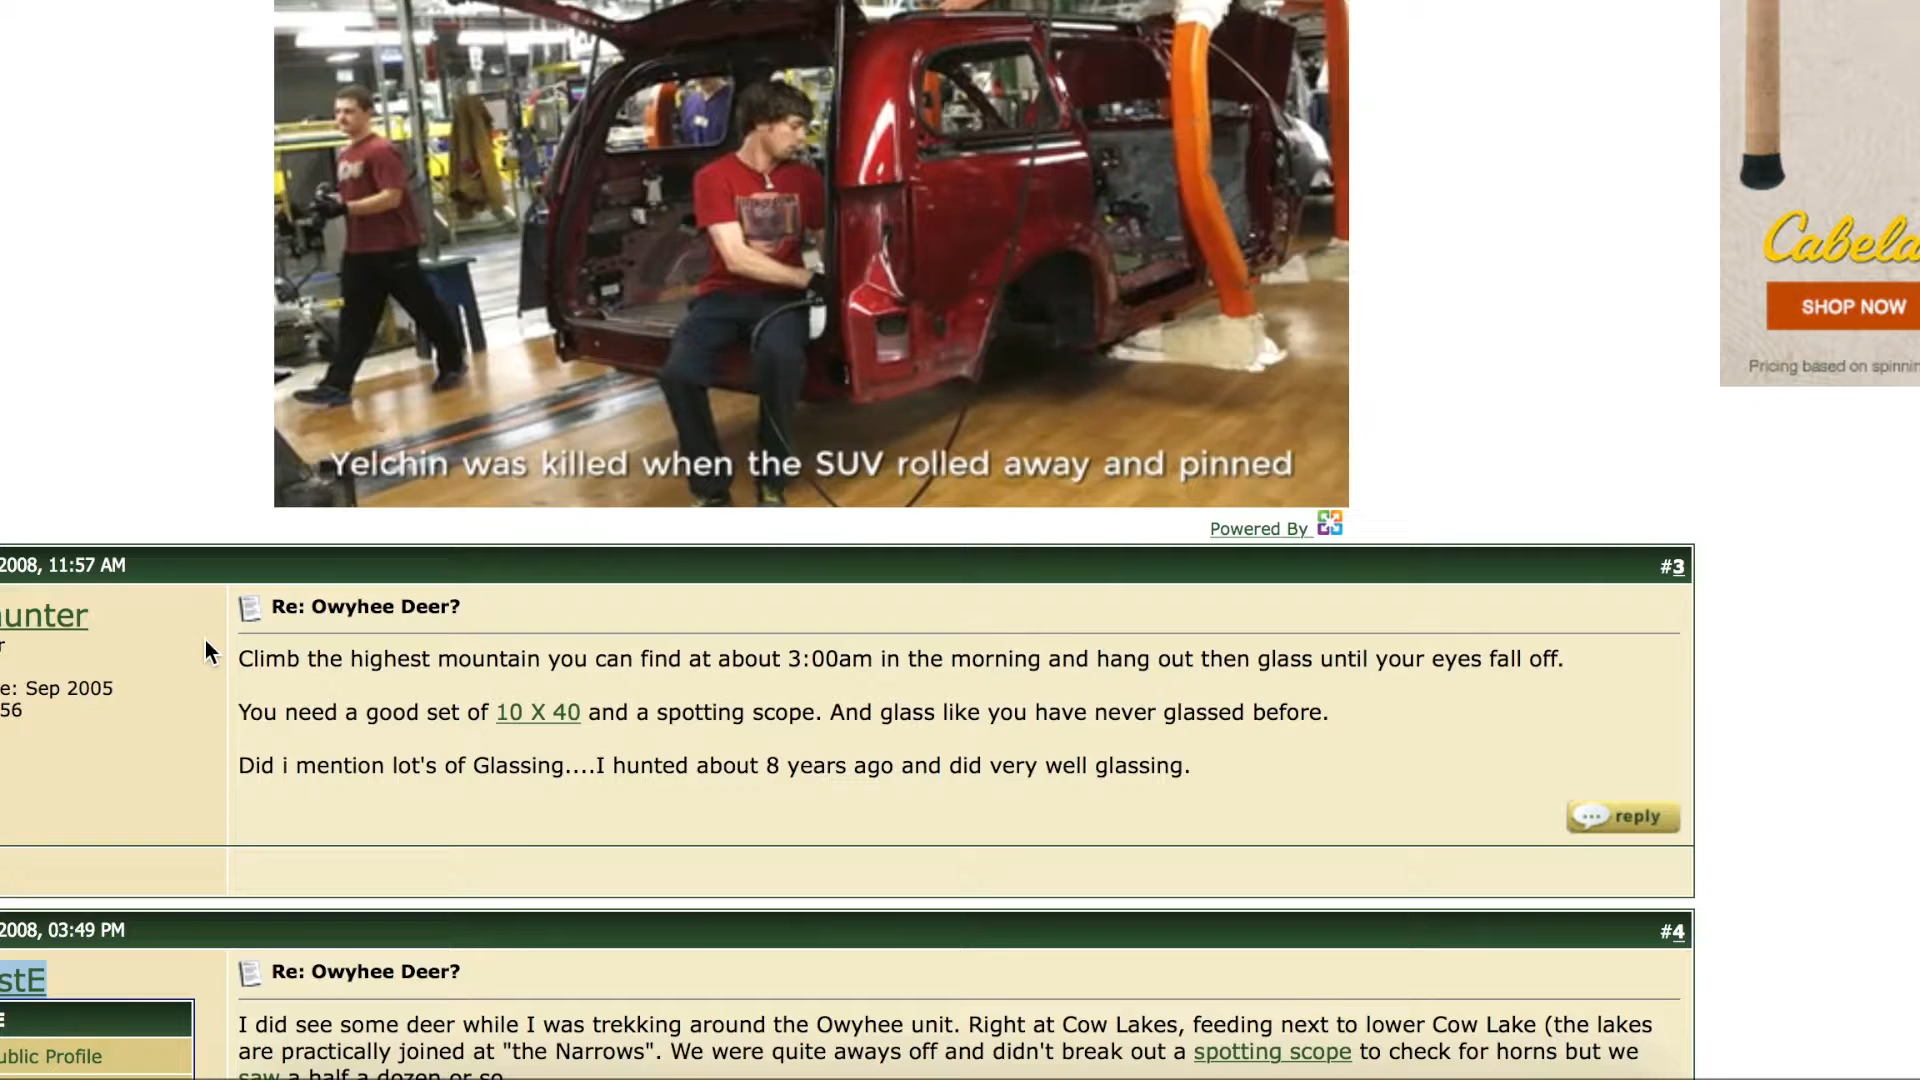 Yelchin was killed when the SUV rolled away and pinned
Cabela
SHOP NOW
Pricing based on spinnin
Powered By
2008, 11:57 AM
#3
unter
Re: Owyhee Deer?
Climb the highest mountain you can find at about 3:00am in the morning and hang out then glass until your eyes fall off.
e: Sep 2005
56
You need a good set of 10 X 40 and a spotting scope. And glass like you have never glassed before.
Did i mention lot's of Glassing....I hunted about 8 years ago and did very well glassing.
reply
2008, 03:49 PM
#4
stE
Re: Owyhee Deer?
I did see some deer while I was trekking around the Owyhee unit. Right at Cow Lakes, feeding next to lower Cow Lake (the lakes
are practically joined at "the Narrows". We were quite aways off and didn't break out a spotting scope to check for horns but we
ublic Profile
saw a half a dozen or so